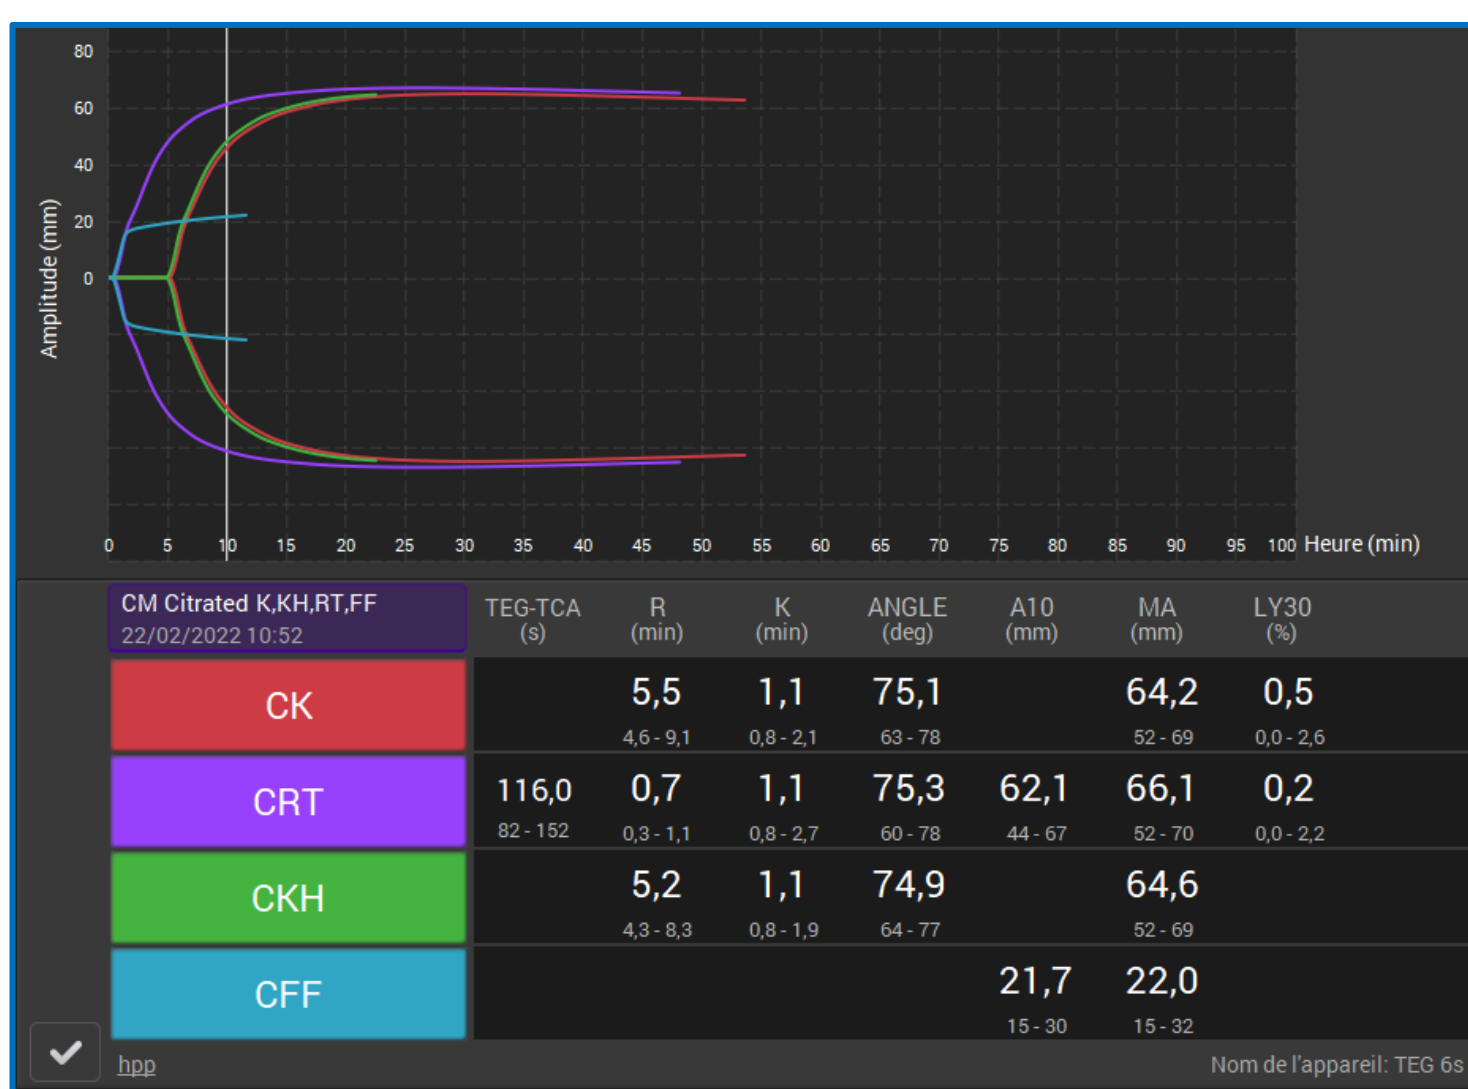 80
60
40
20
0
Amplitude (mm)
0 5 10 15 20 25 30 35 40 45 50 55 60 65 70 75 80 85 90 95 100 Heure (min)
CM Citrated K,KH,RT,FF
22/02/2022 10:52
TEG-TCA R K ANGLE A10 MA LY30
(s) (min) (min) (deg) (mm) (mm) (%)
CK 5,5 1,1 75,1 64,2 0,5
4,6 - 9,1 0,8 - 2,1 63 - 78 52 - 69 0,0 - 2,6
CRT 116,0 0,7 1,1 75,3 62,1 66,1 0,2
82 - 152 0,3 - 1,1 0,8 - 2,7 60 - 78 44 - 67 52 - 70 0,0 - 2,2
CKH 5,2 1,1 74,9 64,6
4,3 - 8,3 0,8 - 1,9 64 - 77 52 - 69
CFF 21,7 22,0
15 - 30 15 - 32
hpp
Nom de l'appareil: TEG 6s